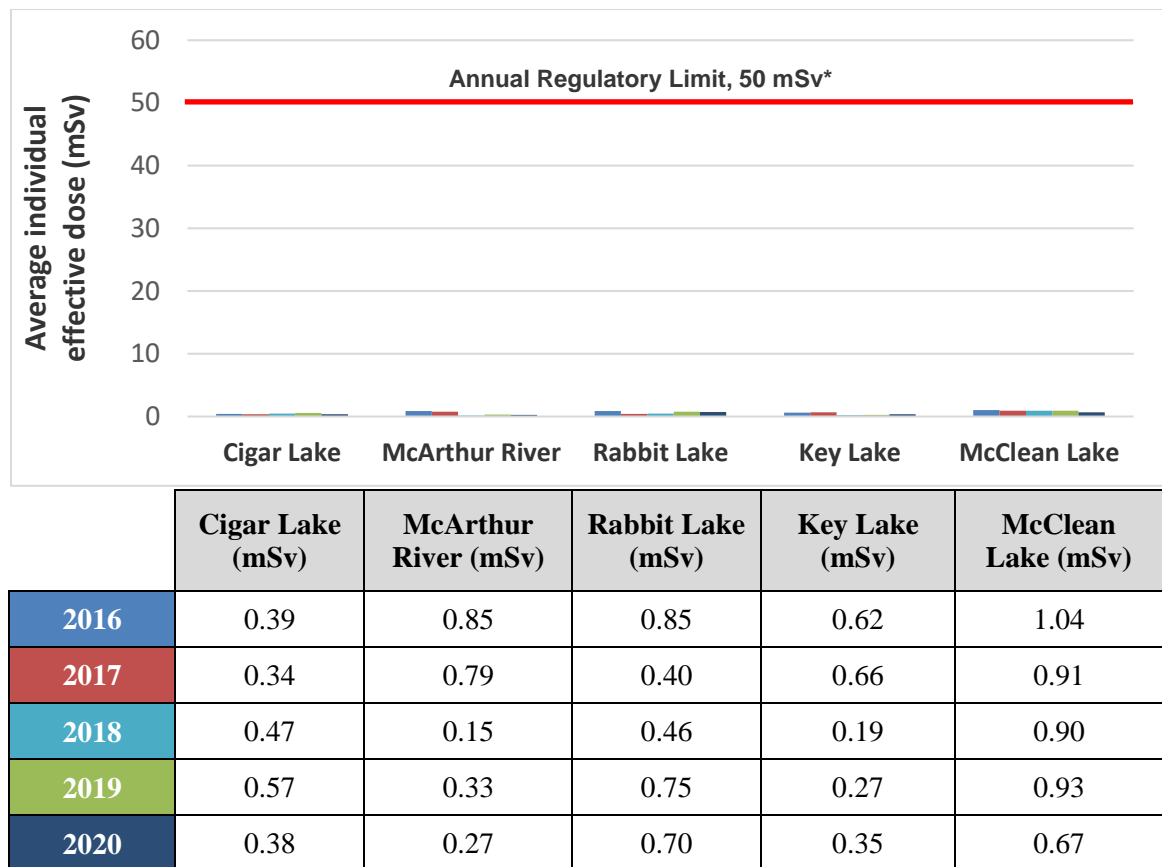 60
Annual Regulatory Limit, 50 mSv*
50
40
30
20
10
0
Average individual
effective dose (mSv)
Cigar Lake McArthur River Rabbit Lake Key Lake McClean Lake
Cigar Lake (mSv) McArthur River (mSv) Rabbit Lake (mSv) Key Lake (mSv) McClean Lake (mSv)
2016 0.39 0.85 0.85 0.62 1.04
2017 0.34 0.79 0.40 0.66 0.91
2018 0.47 0.15 0.46 0.19 0.90
2019 0.57 0.33 0.75 0.27 0.93
2020 0.38 0.27 0.70 0.35 0.67